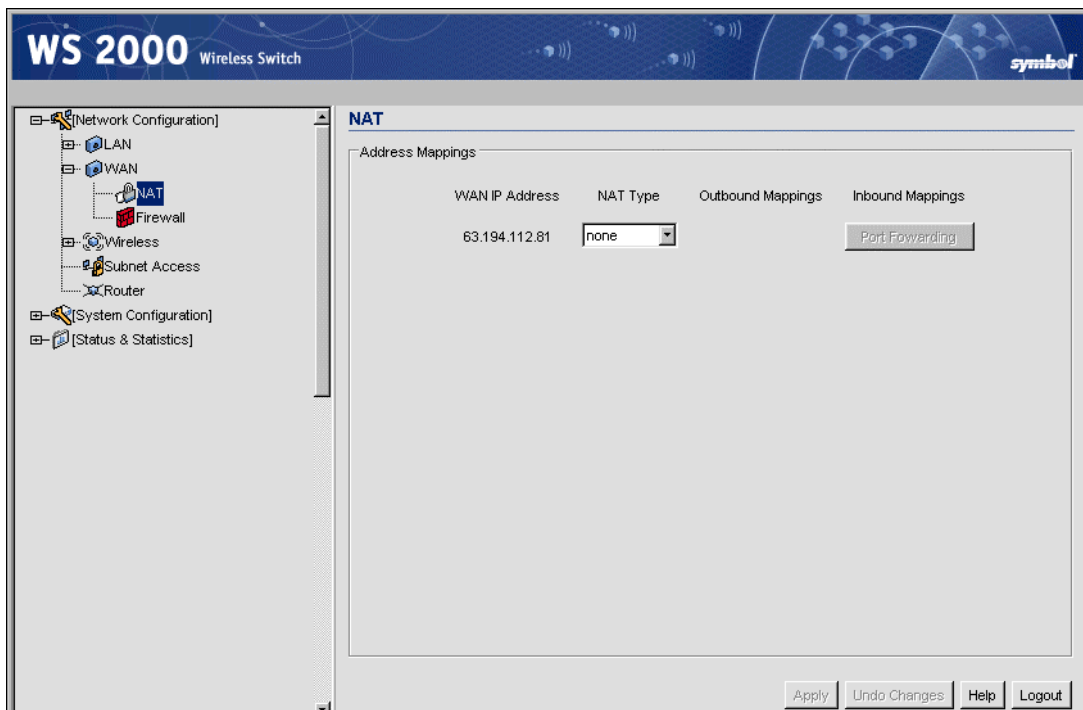 WS 2000 Wireless Switch
symbol
[Network Configuration]
LAN
WAN
NAT
Firewall
Wireless
Subnet Access
Router
[System Configuration]
[Status & Statistics]
NAT
Address Mappings
WAN IP Address NAT Type Outbound Mappings Inbound Mappings
63.194.112.81 none Port Fowwarding
Apply Undo Changes Help Logout